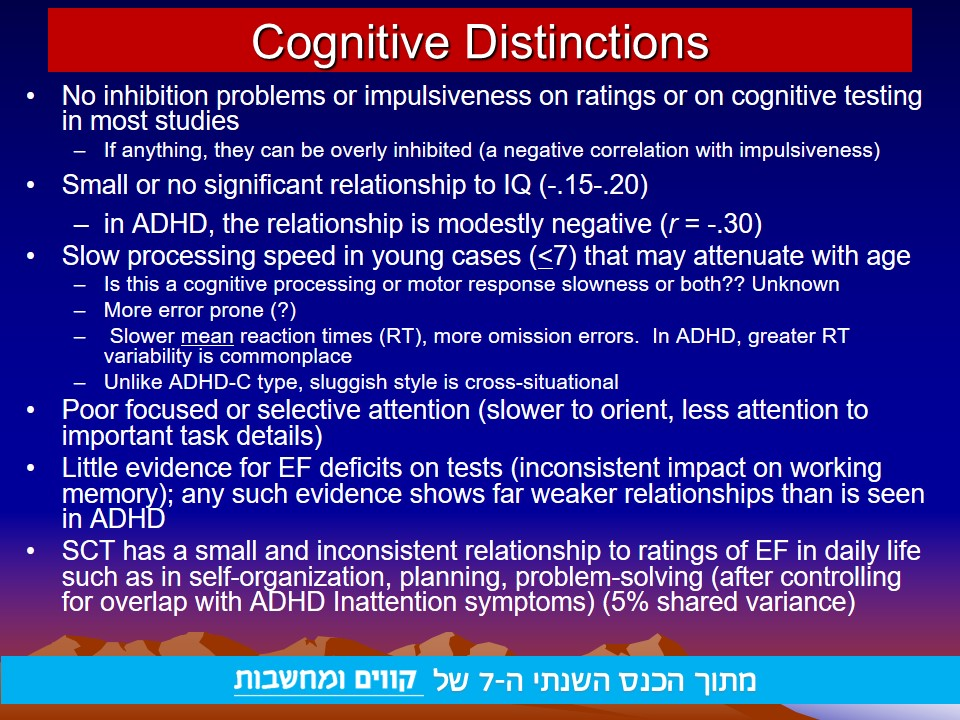 Cognitive Distinctions
• No inhibition problems or impulsiveness on ratings or on cognitive testing
in most studies
– If anything, they can be overly inhibited (a negative correlation with impulsiveness)
• Small or no significant relationship to IQ (-.15-.20)
– in ADHD, the relationship is modestly negative (r = -.30)
• Slow processing speed in young cases (<7) that may attenuate with age
– Is this a cognitive processing or motor response slowness or both?? Unknown
– More error prone (?)
– Slower mean reaction times (RT), more omission errors. In ADHD, greater RT
variability is commonplace
– Unlike ADHD-C type, sluggish style is cross-situational
• Poor focused or selective attention (slower to orient, less attention to
important task details)
• Little evidence for EF deficits on tests (inconsistent impact on working
memory); any such evidence shows far weaker relationships than is seen
in ADHD
• SCT has a small and inconsistent relationship to ratings of EF in daily life
such as in self-organization, planning, problem-solving (after controlling
for overlap with ADHD Inattention symptoms) (5% shared variance)
מתוך הכנס השנתי ה-7 של קווים ומחשבות